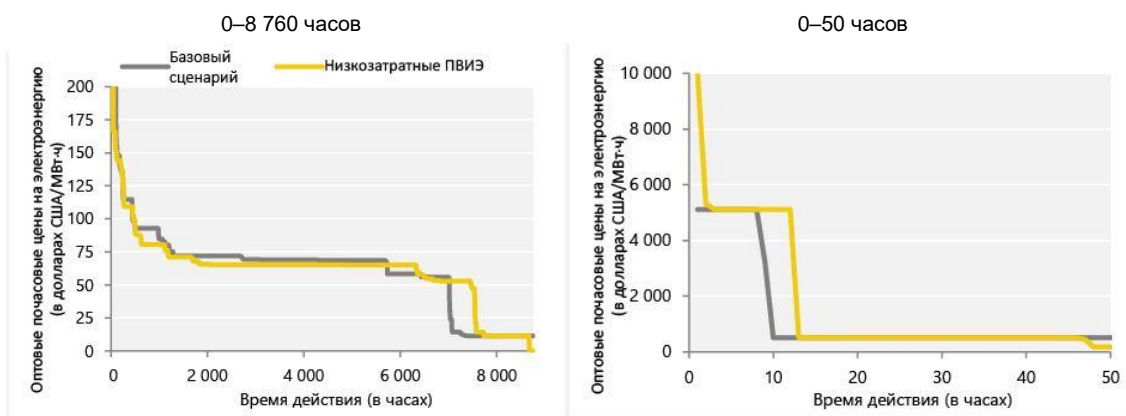 0–8 760 часов
0–50 часов
Базовый
сценарий
Низкозатратные ПВИЭ
Оптовые почасовые цены на электроэнергию
(в долларах США/МВт·ч)
200
175
150
125
100
75
50
25
0
0
2 000
4 000
6 000
8 000
Время действия (в часах)
Оптовые почасовые цены на электроэнергию
(в долларах США/МВт·ч)
10 000
8 000
6 000
4 000
2 000
0
0
10
20
30
40
50
Время действия (в часах)